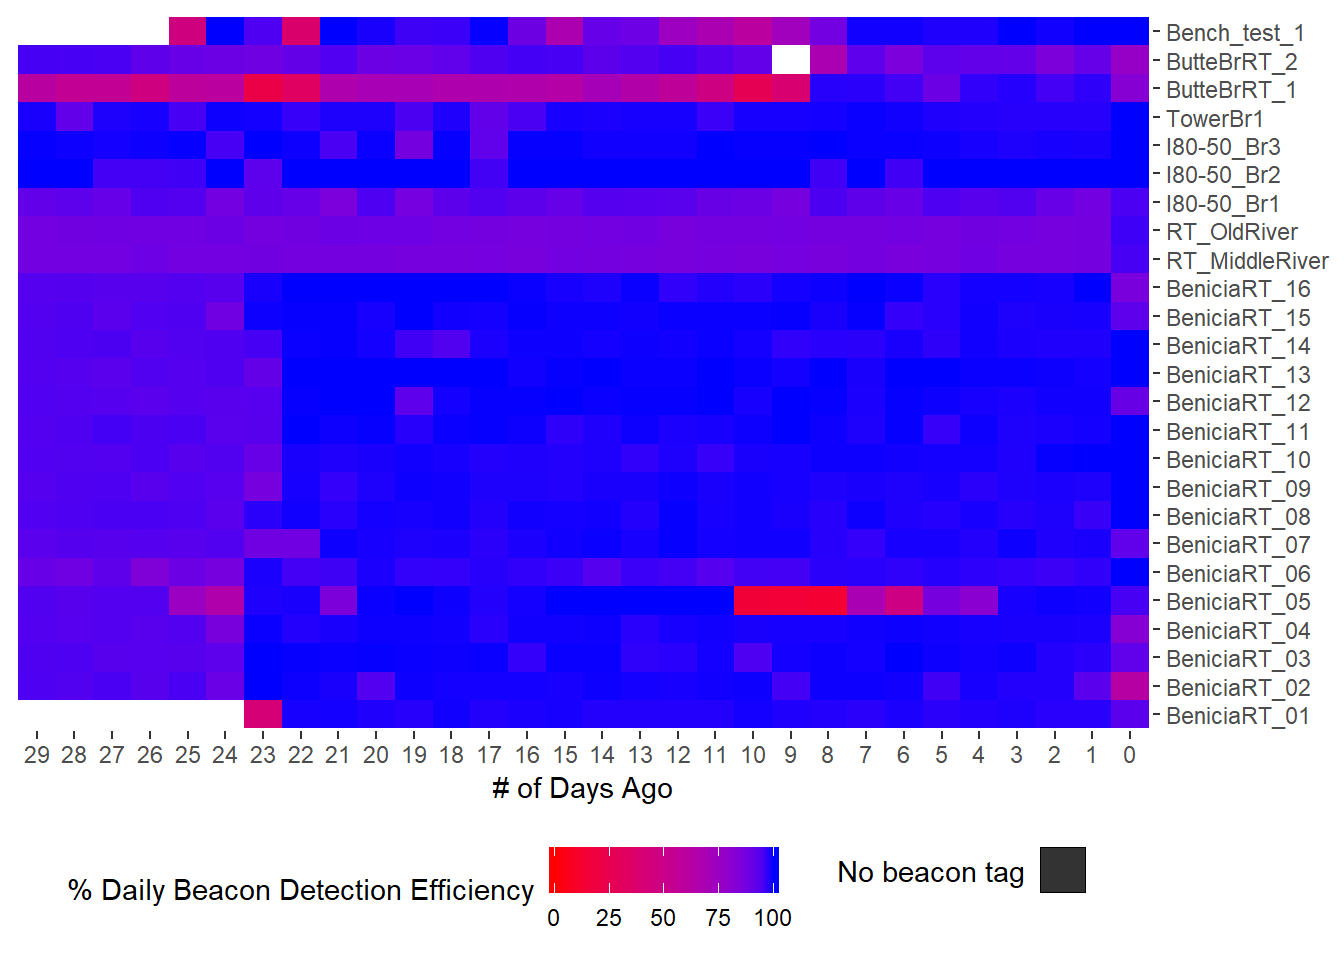 Bench_test_1
ButteBrRT_2
ButteBrRT_1
TowerBr1
I80-50_Br3
I80-50_Br2
I80-50_Br1
RT_OldRiver
RT_MiddleRiver
BeniciaRT_16
BeniciaRT_15
BeniciaRT_14
BeniciaRT_13
BeniciaRT_12
BeniciaRT_11
BeniciaRT_10
BeniciaRT_09
BeniciaRT_08
BeniciaRT_07
BeniciaRT_06
BeniciaRT_05
BeniciaRT_04
BeniciaRT_03
BeniciaRT_02
BeniciaRT_01
29 28 27 26 25 24 23 22 21 20 19 18 17 16 15 14 13 12 11 10 9 8 7 6 5 4 3 2 1 0
# of Days Ago
% Daily Beacon Detection Efficiency
0 25 50 75 100
No beacon tag